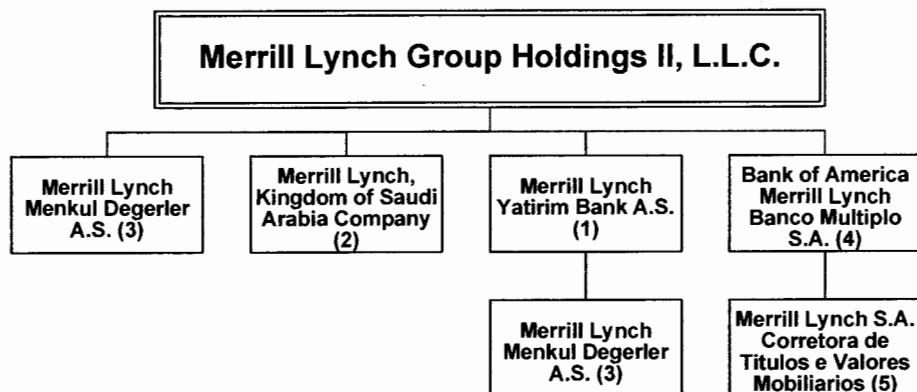 Merrill Lynch Group Holdings II, L.L.C.
Merrill Lynch
Menkul Degerler
A.S. (3)
Merrill Lynch,
Kingdom of Saudi
Arabia Company
(2)
Merrill Lynch
Yatirim Bank A.S.
(1)
Bank of America
Merrill Lynch
Banco Multiplo
S.A. (4)
Merrill Lynch
Menkul Degerler
A.S. (3)
Merrill Lynch S.A.
Corretora de
Titulos e Valores
Mobiliarios (5)